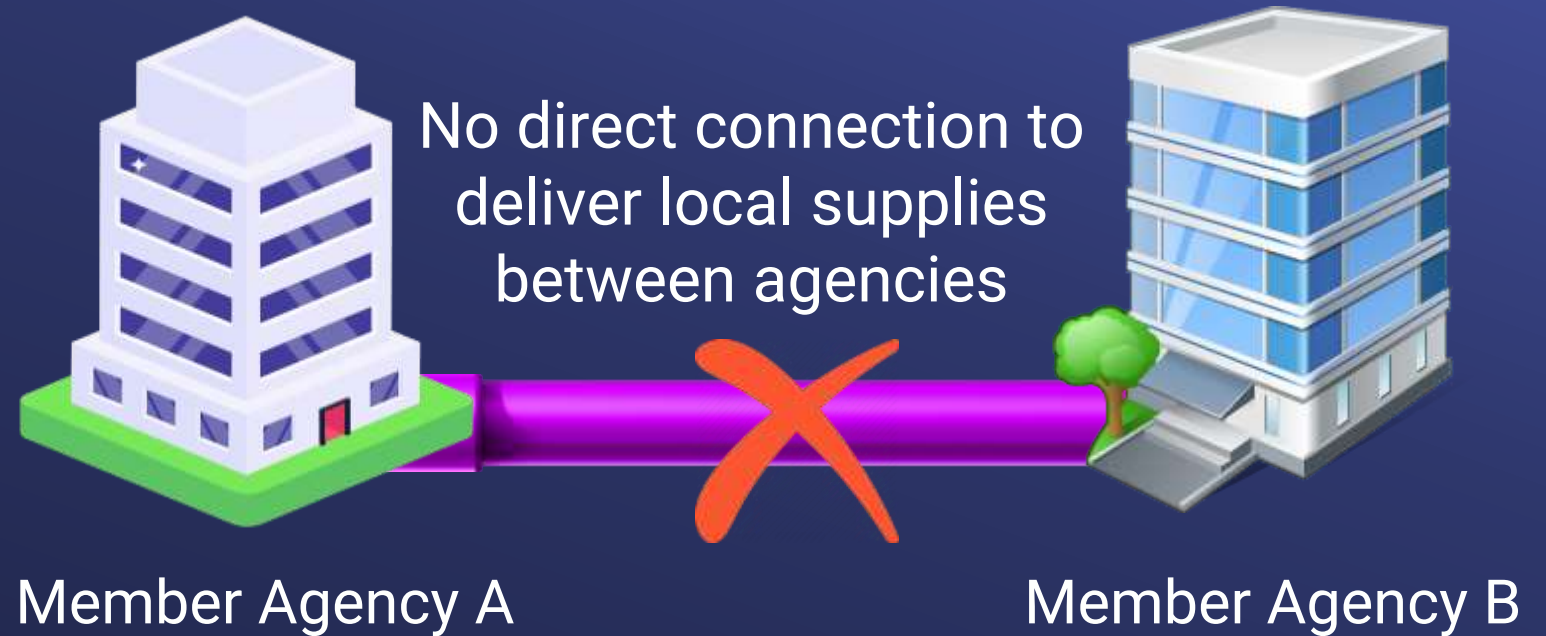 No direct connection to
deliver local supplies
between agencies
Member Agency A
Member Agency B